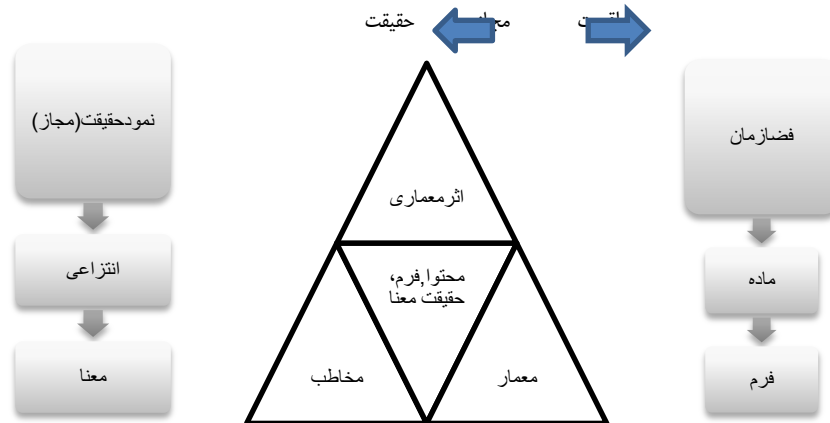 حقیقت
نمودحقیقت(مجاز)
انتزاعی
معنا
اثرمعماری
محتوا,فرم,
حقیقت معنا
مخاطب
معمار
فضازمان
ماده
فرم